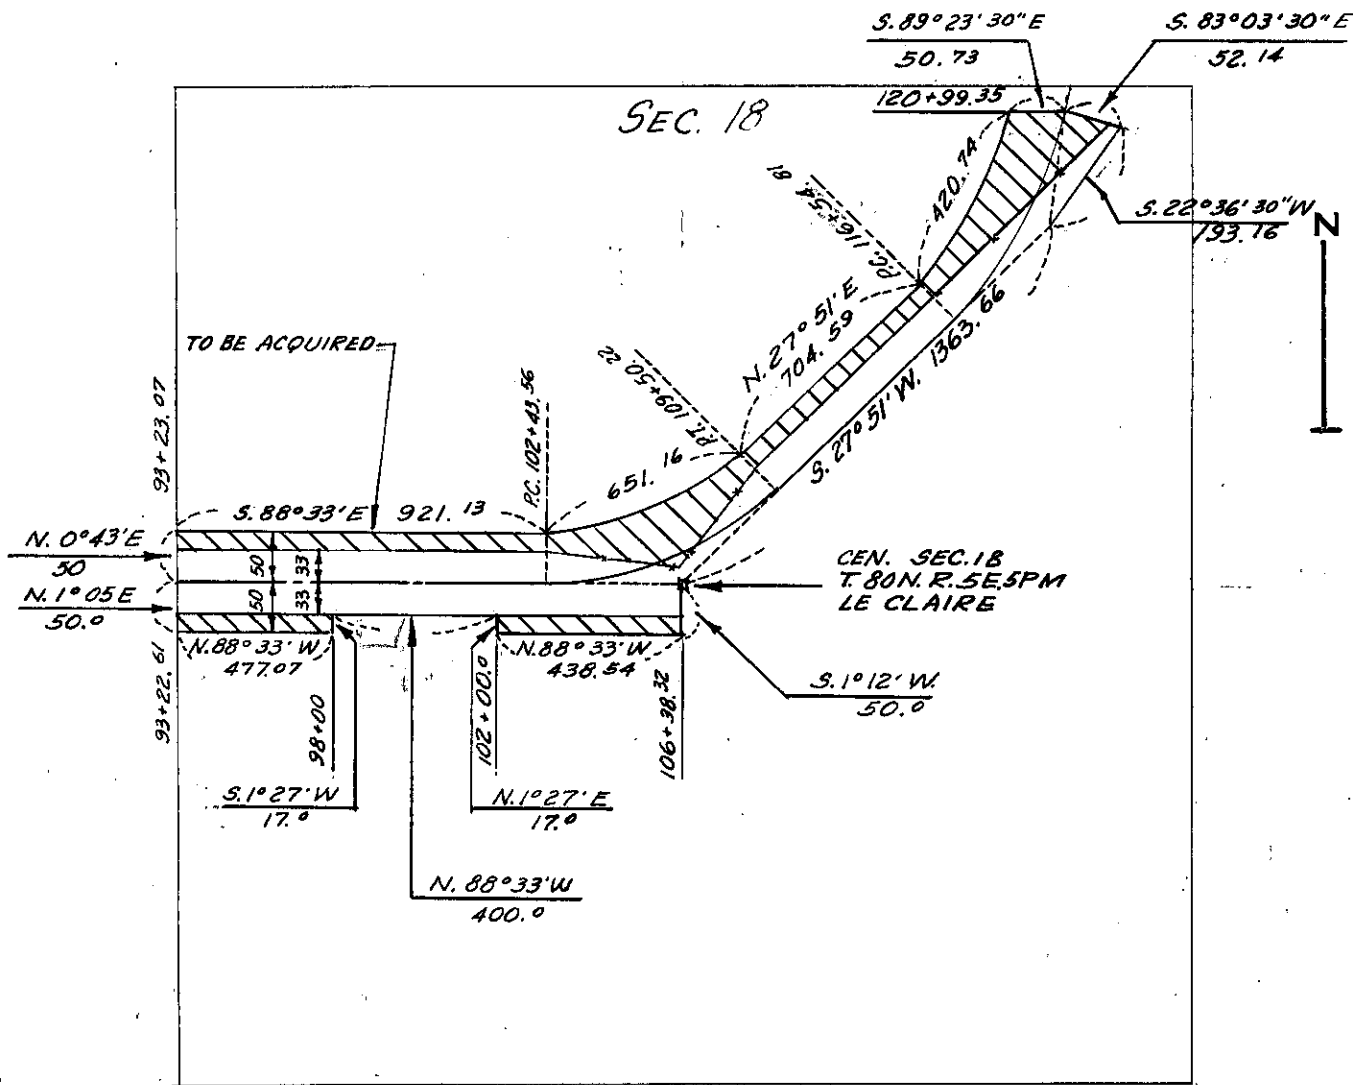 S. 89° 23' 30" E
50.73
S. 83° 03' 30" E
52.14
120+99.35
SEC. 18
420.74
P.C. 116+54.81
S. 22° 36' 30" W
193.16
N
N. 27° 51' E
704.59
S. 27° 51' W. 1363.66
TO BE ACQUIRED
P.T. 109+50.22
P.C. 102+43.56
651.16
93+23.07
S. 88° 33' E 921.13
N. 0° 43' E
50
50
33
CEN. SEC. 18
T. 80N. R. 5E. 5PM
LE CLAIRE
N. 1° 05 E
50.0
50
33
N. 88° 33' W
477.07
N. 88° 33' W
438.54
93+22.61
98+00
102+00.0
106+38.32
S. 1° 12' W.
50.0
S. 1° 27' W
17.0
N. 1° 27' E
17.0
N. 88° 33' W
400.0